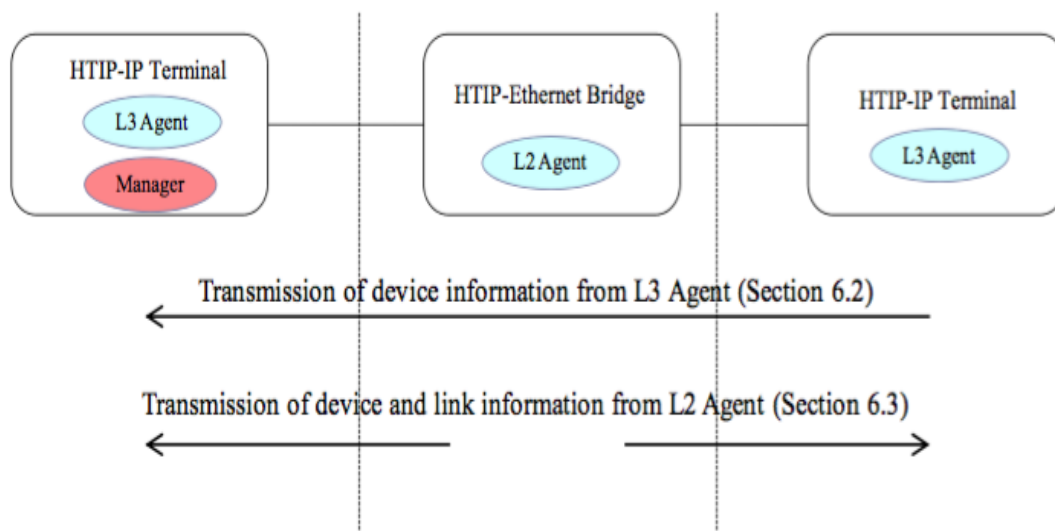 HTIP-IP Terminal
L3 Agent
Manager
HTIP-Ethernet Bridge
L2 Agent
HTIP-IP Terminal
L3 Agent
Transmission of device information from L3 Agent (Section 6.2)
Transmission of device and link information from L2 Agent (Section 6.3)